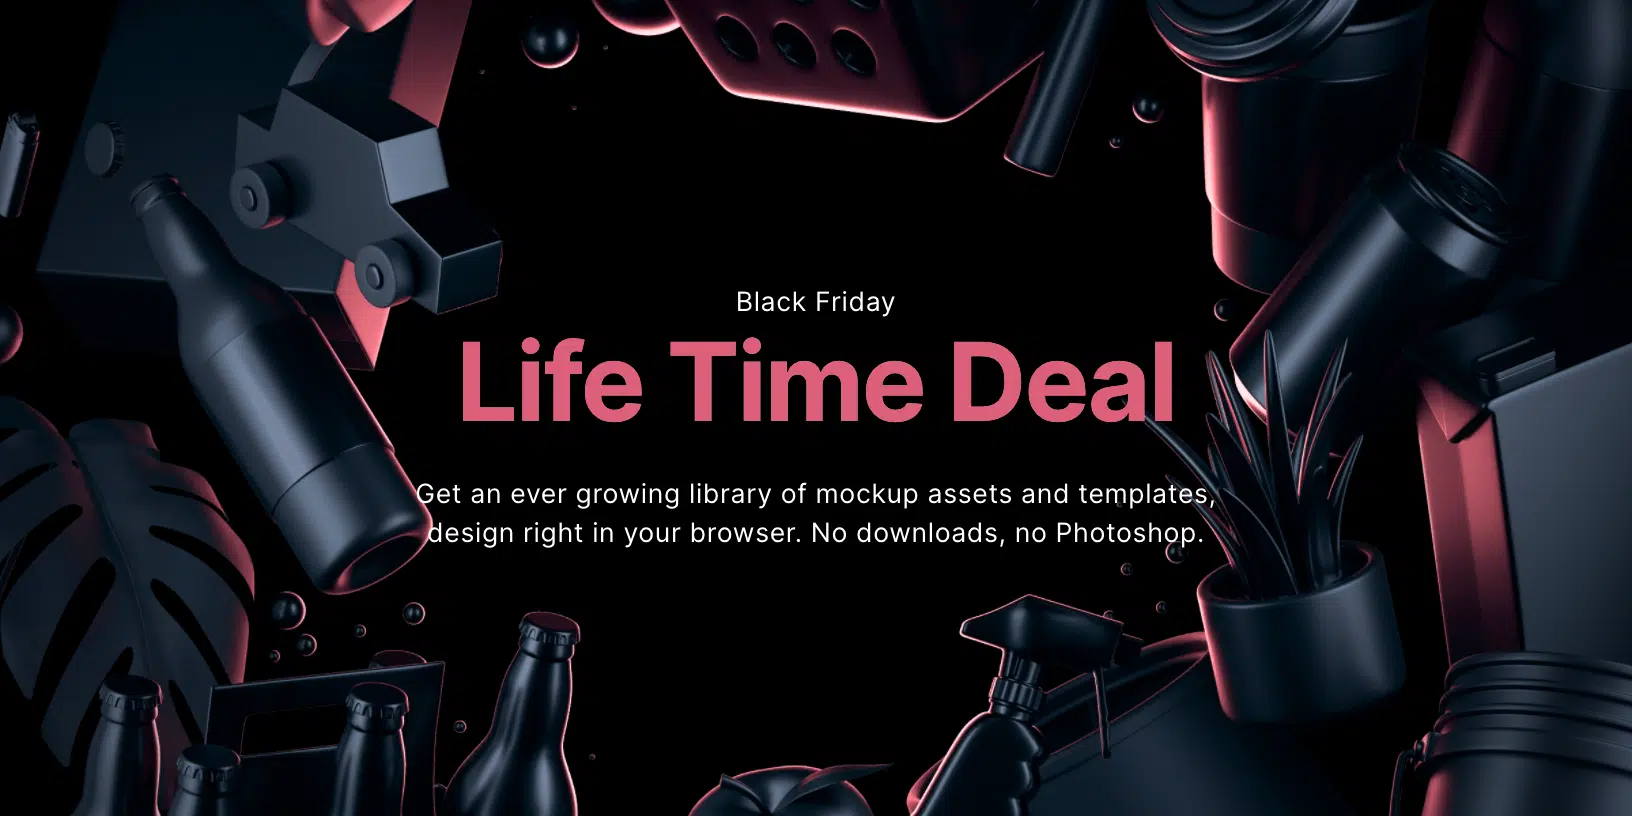 Black Friday
Life Time Deal
Get an ever growing library of mockup assets and templates,
design right in your browser. No downloads, no Photoshop.